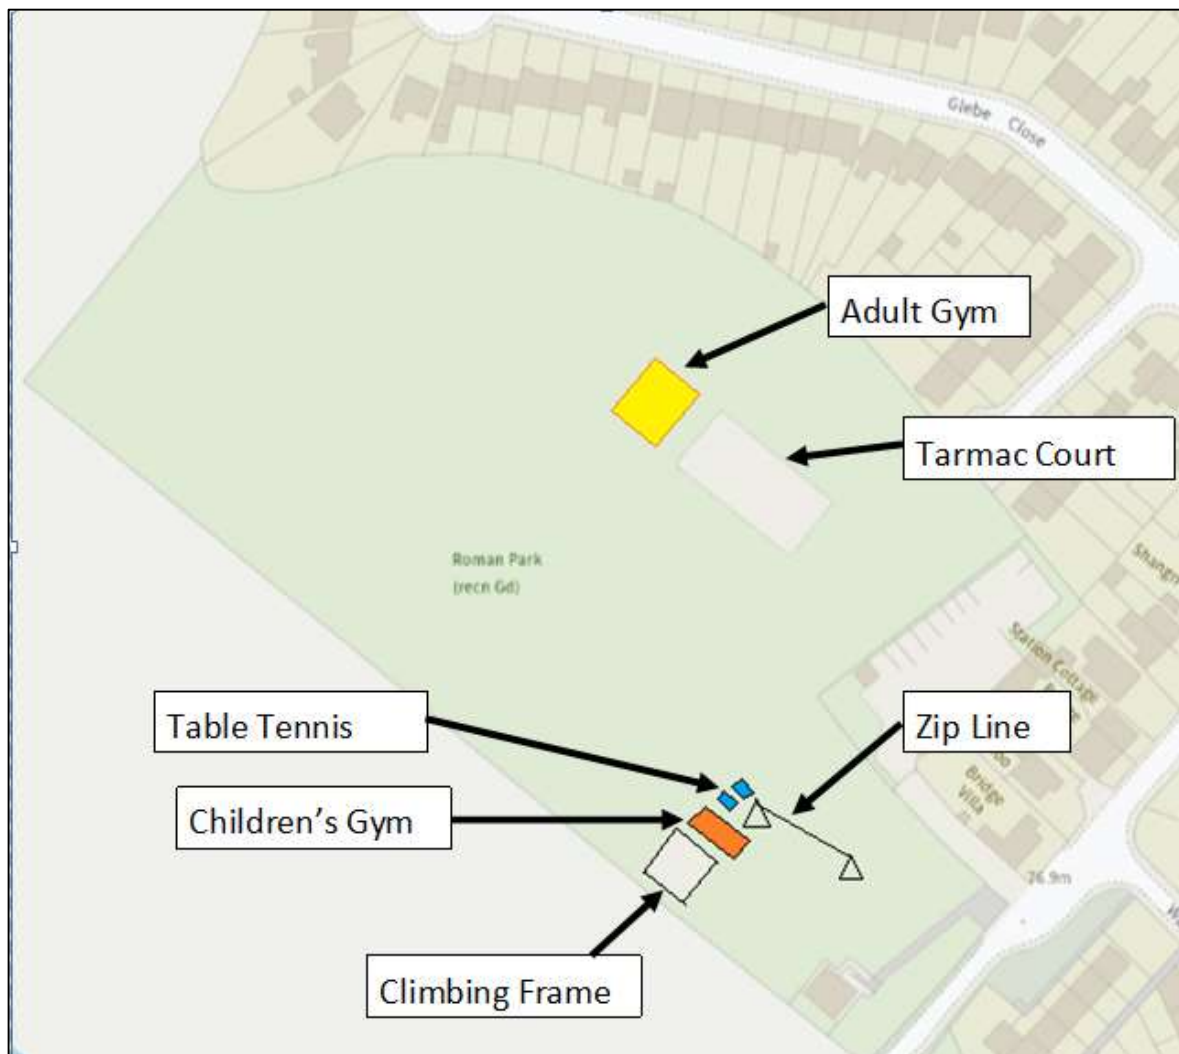 Glebe Close
Adult Gym
Tarmac Court
Roman Park
(recn Gd)
Station Cottage
Table Tennis
Zip Line
Bridge
Villa
Children's Gym
26.9m
Climbing Frame